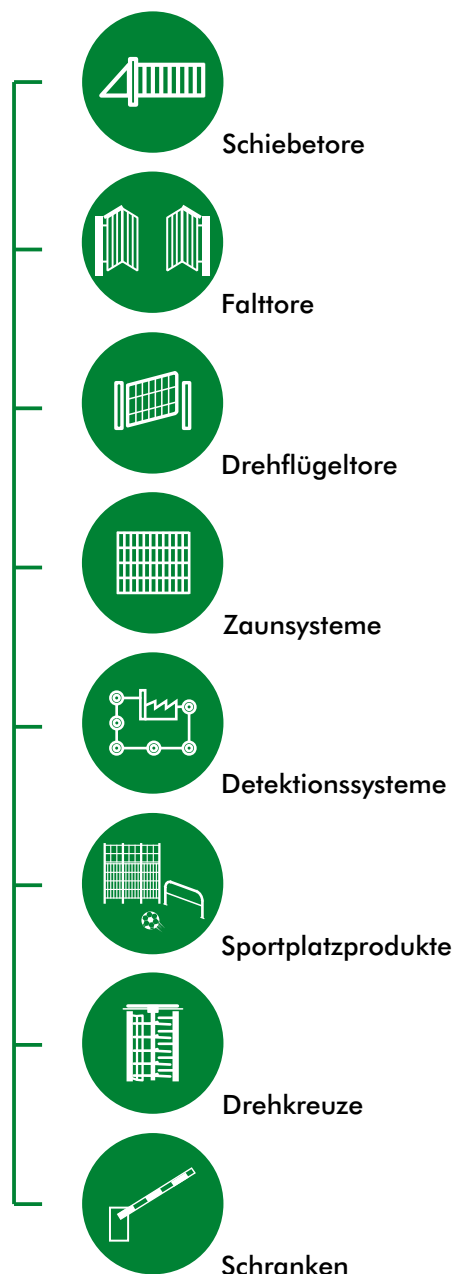 Schiebetore
Falttore
Drehflügeltore
Zaunsysteme
Detektionssysteme
Sportplatzprodukte
Drehkreuze
Schranken